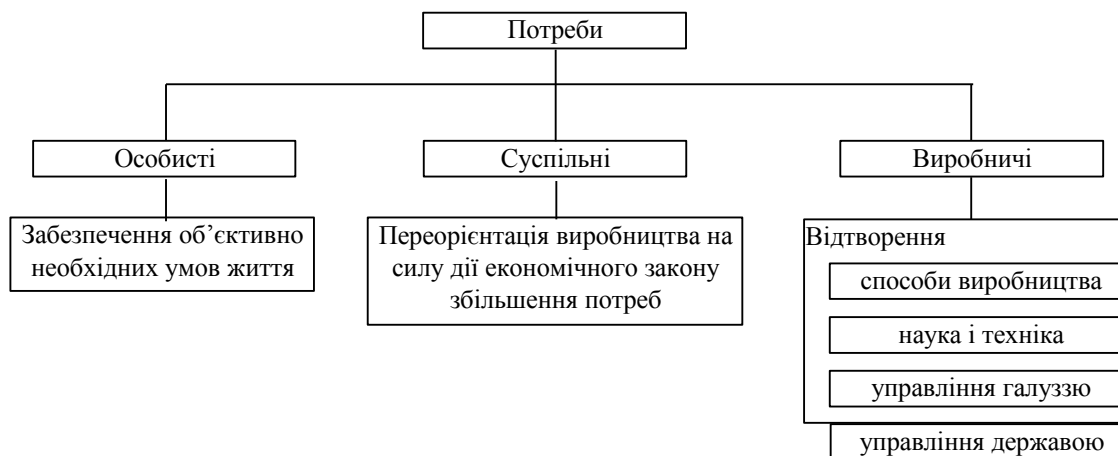 Потреби
Особисті
Суспільні
Виробничі
Забезпечення об’єктивно
необхідних умов життя
Переорієнтація виробництва на
силу дії економічного закону
збільшення потреб
Відтворення
способи виробництва
наука і техніка
управління галуззю
управління державою